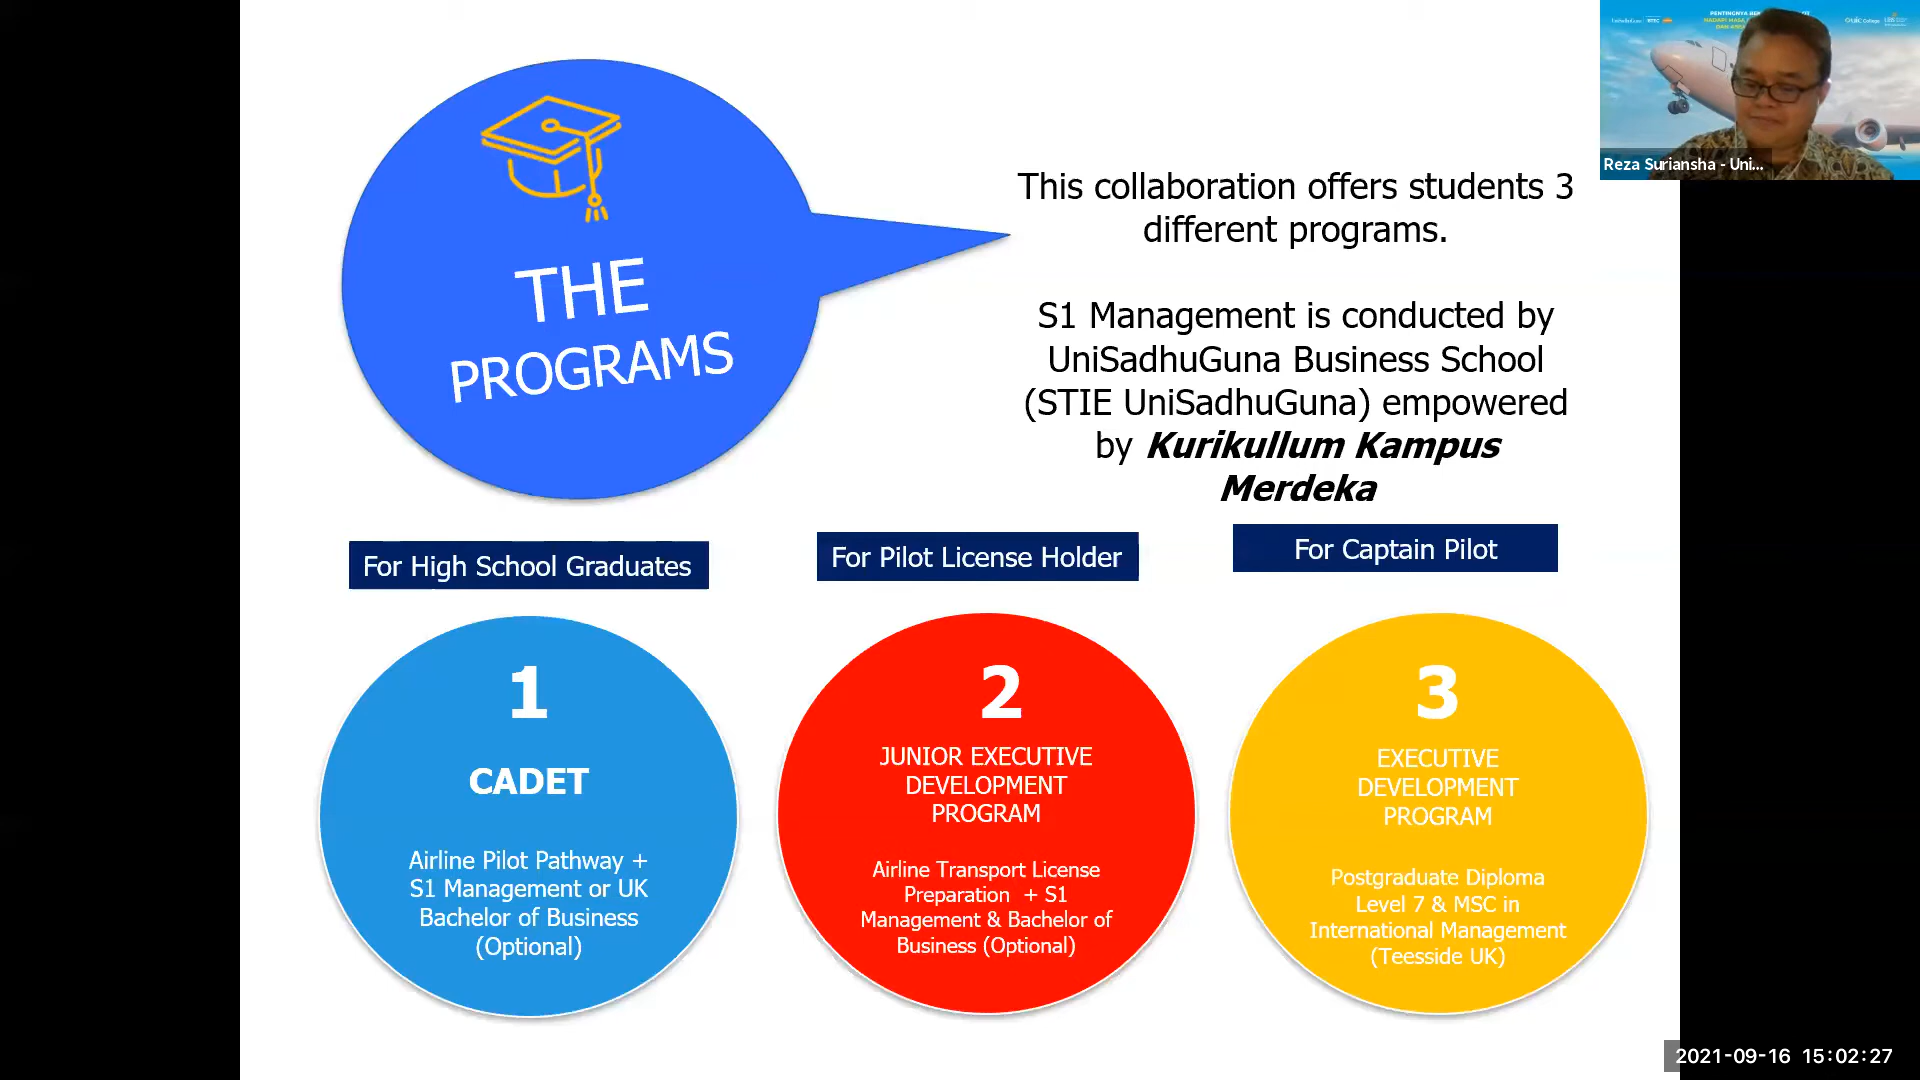 THE
PROGRAMS
This collaboration offers students 3
different programs.
S1 Management is conducted by
UniSadhuGuna Business School
(STIE UniSadhuGuna) empowered
by Kurikullum Kampus
Merdeka
For High School Graduates
1
CADET
Airline Pilot Pathway +
S1 Management or UK
Bachelor of Business
(Optional)
For Pilot License Holder
2
JUNIOR EXECUTIVE
DEVELOPMENT
PROGRAM
Airline Transport License
Preparation + S1
Management & Bachelor of
Business (Optional)
For Captain Pilot
3
EXECUTIVE
DEVELOPMENT
PROGRAM
Postgraduate Diploma
Level 7 & MSC in
International Management
(Teesside UK)
PENTINGNYA
Reza Suriansha - Uni...
2021-09-16 15:02:27